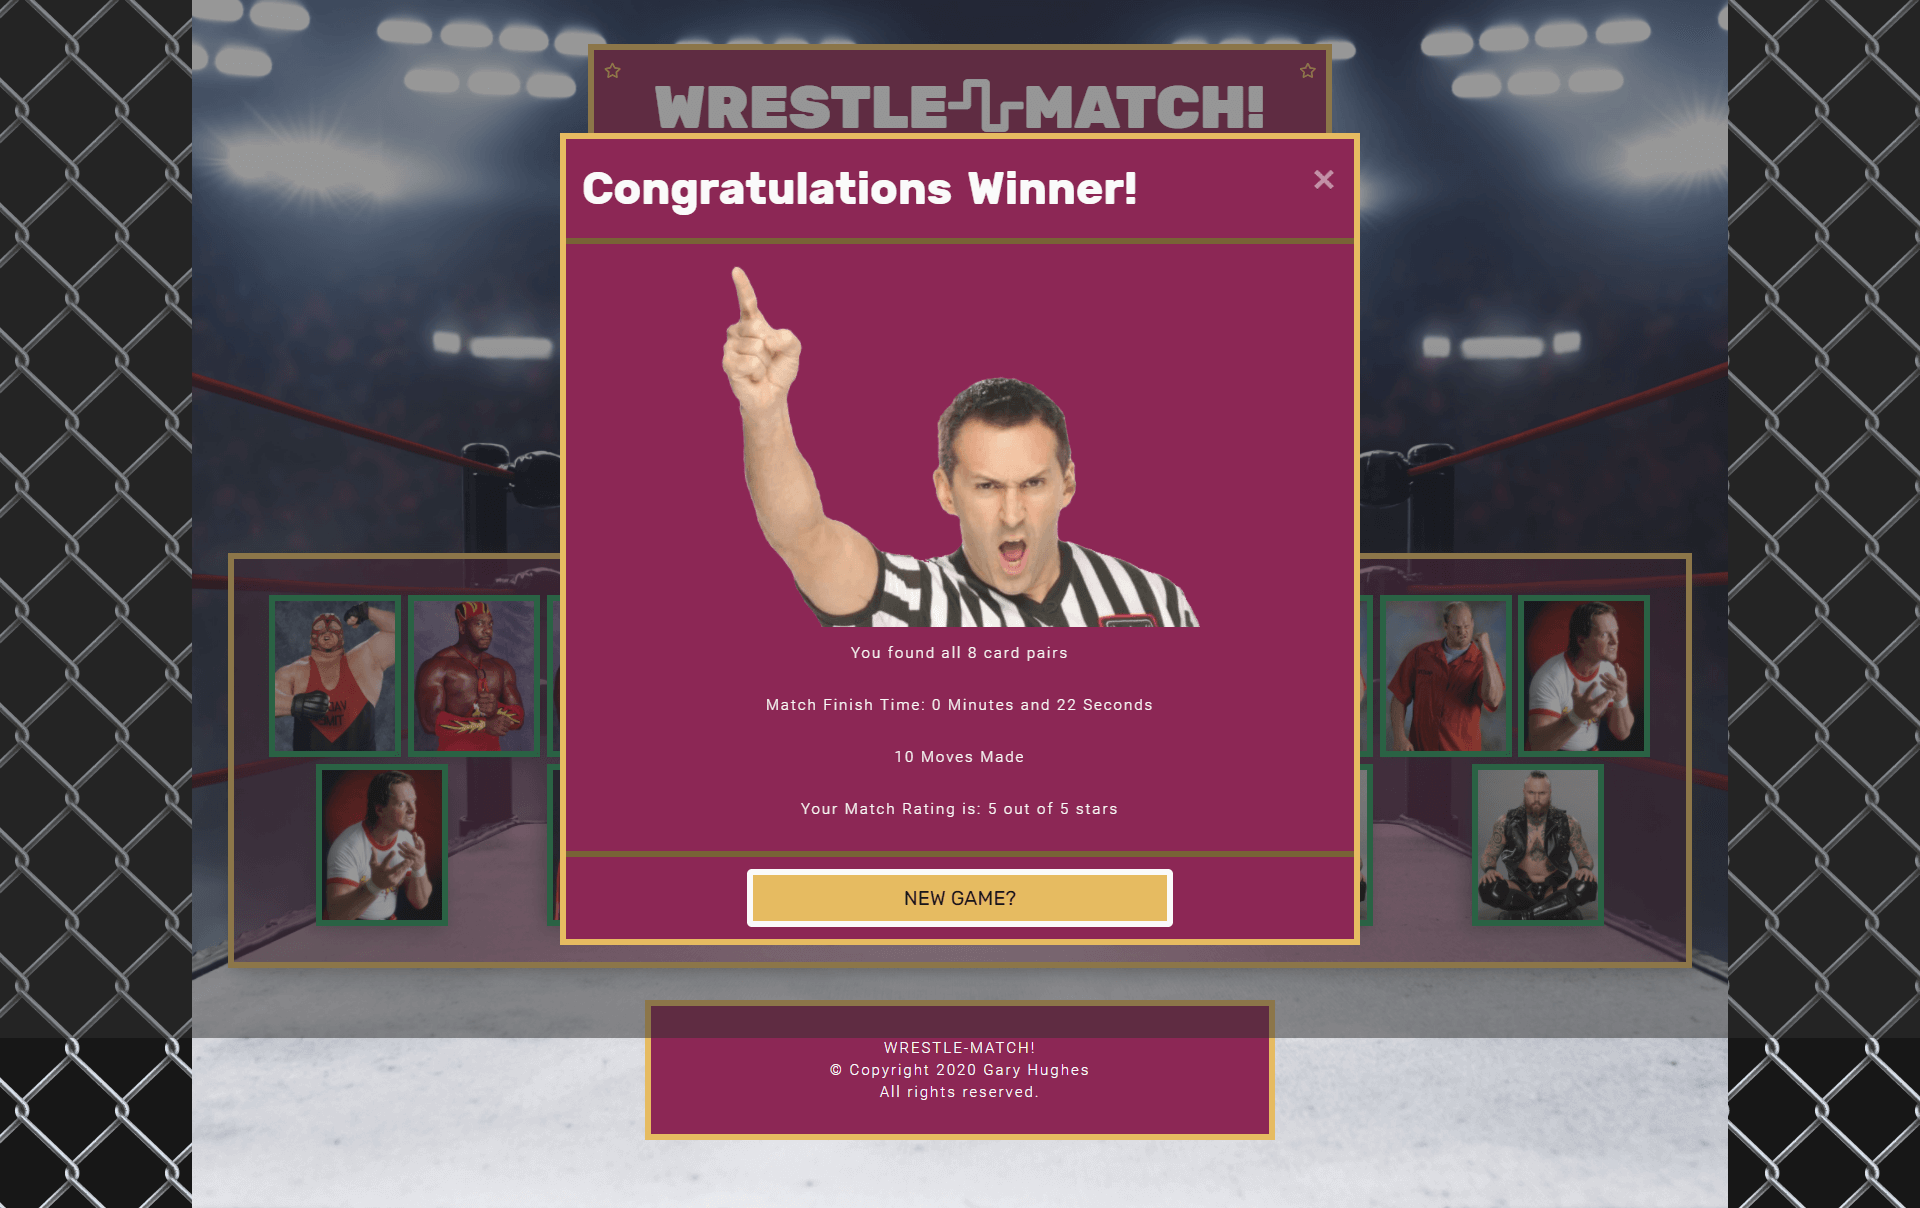 WRESTLE-MATCH!
Congratulations Winner!
×
You found all 8 card pairs
Match Finish Time: 0 Minutes and 22 Seconds
10 Moves Made
Your Match Rating is: 5 out of 5 stars
NEW GAME?
WRESTLE-MATCH!
© Copyright 2020 Gary Hughes
All rights reserved.